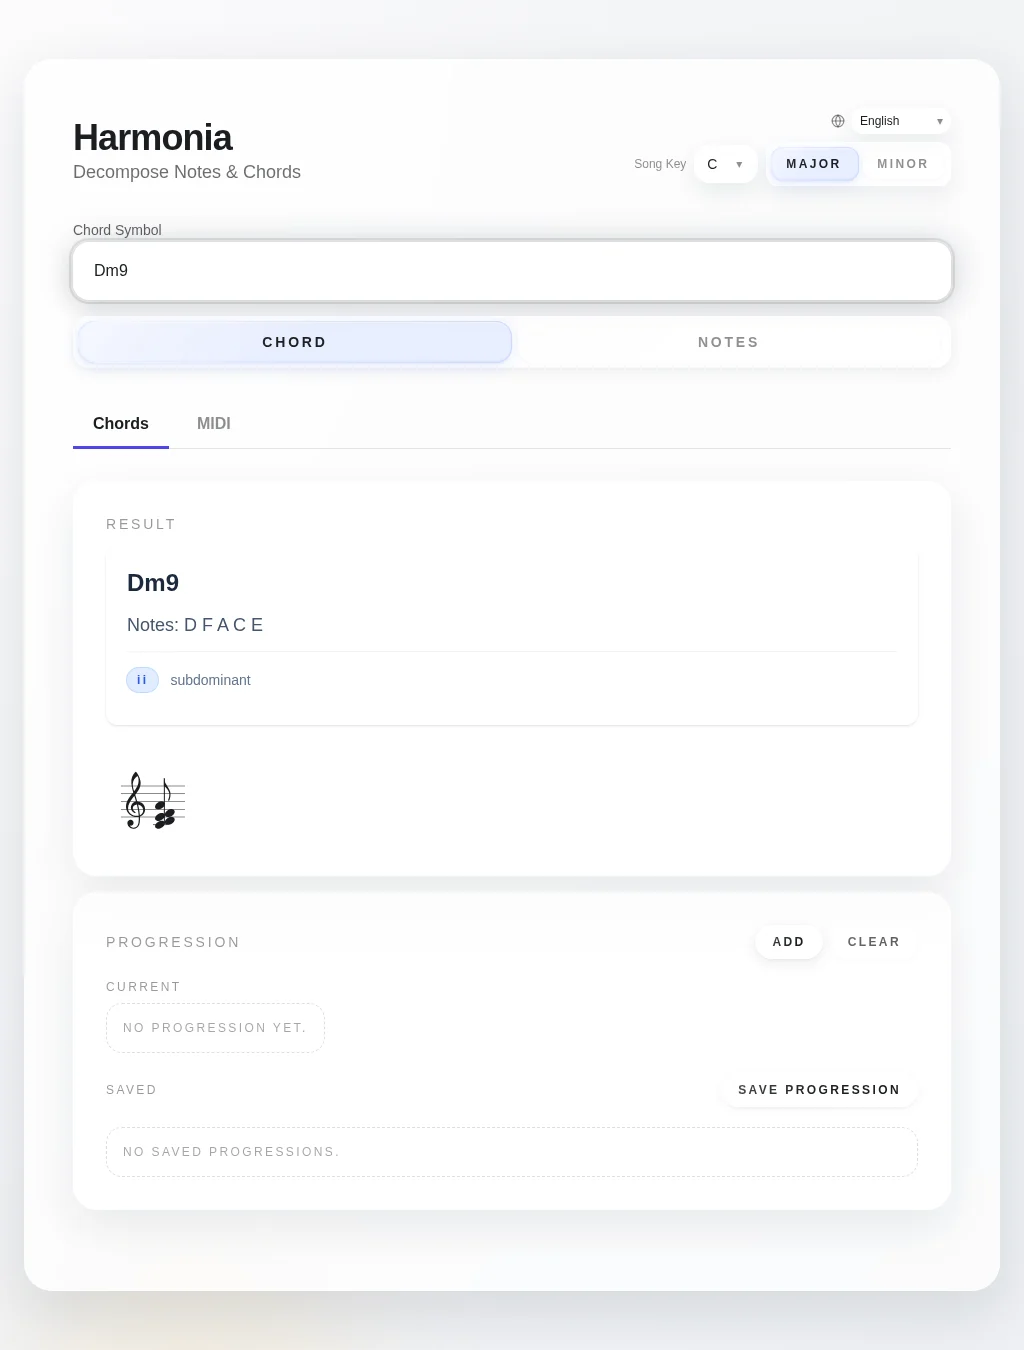 Harmonia
Decompose Notes & Chords
English
Song Key
C
MAJOR
MINOR
Chord Symbol
Dm9
CHORD
NOTES
Chords
MIDI
RESULT
Dm9
Notes: D F A C E
ii
subdominant
PROGRESSION
ADD
CLEAR
CURRENT
NO PROGRESSION YET.
SAVED
SAVE PROGRESSION
NO SAVED PROGRESSIONS.